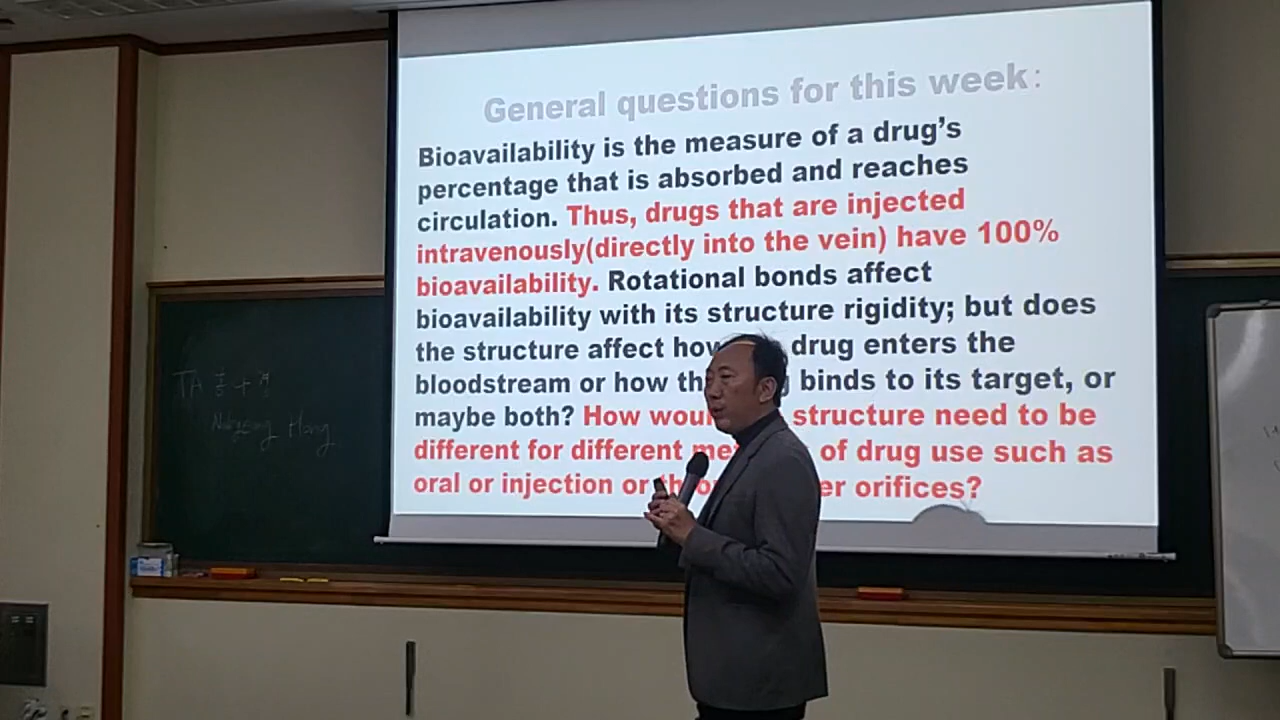 General questions for this week:
Bioavailability is the measure of a drug's
percentage that is absorbed and reaches
circulation. Thus, drugs that are injected
intravenously(directly into the vein) have 100%
bioavailability. Rotational bonds affect
bioavailability with its structure rigidity; but does
the structure affect drug enters the
bloodstream or how binds to its target, or
maybe both? How structure need to be
different for different of drug use such as
oral or injection or orifices?
TA
Hong